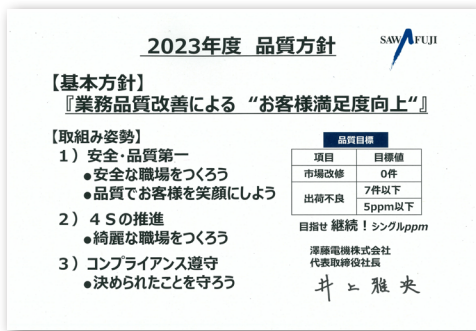 2023年度 品質方針
SAWAFUJI
【基本方針】
『業務品質改善による “お客様満足度向上“』
【取組み姿勢】
1）安全・品質第一
●安全な職場をつくろう
●品質でお客様を笑顔にしよう
2）4Sの推進
●綺麗な職場をつくろう
3）コンプライアンス遵守
●決められたことを守ろう
品質目標
項目 目標値
市場改修 0件
出荷不良 7件以下
5ppm以下
目指せ 継続！シングルppm
澤藤電機株式会社
代表取締役社長
井上雅央